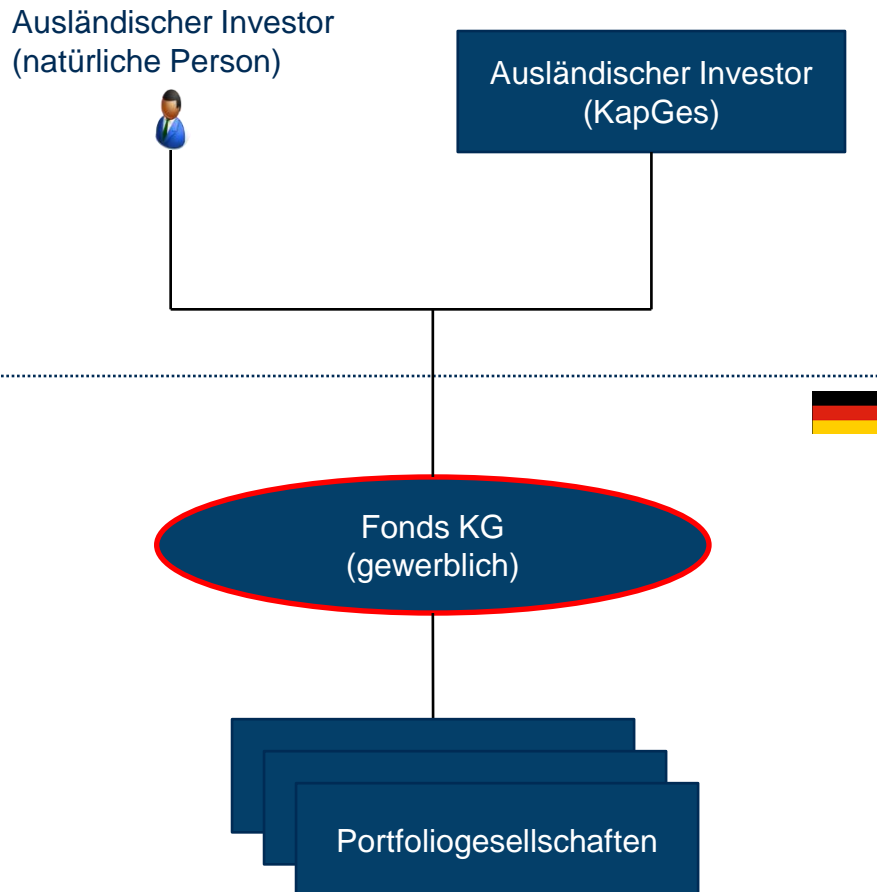 Ausländischer Investor
(natürliche Person)
Ausländischer Investor
(KapGes)
Fonds KG
(gewerblich)
Portfoliogesellschaften